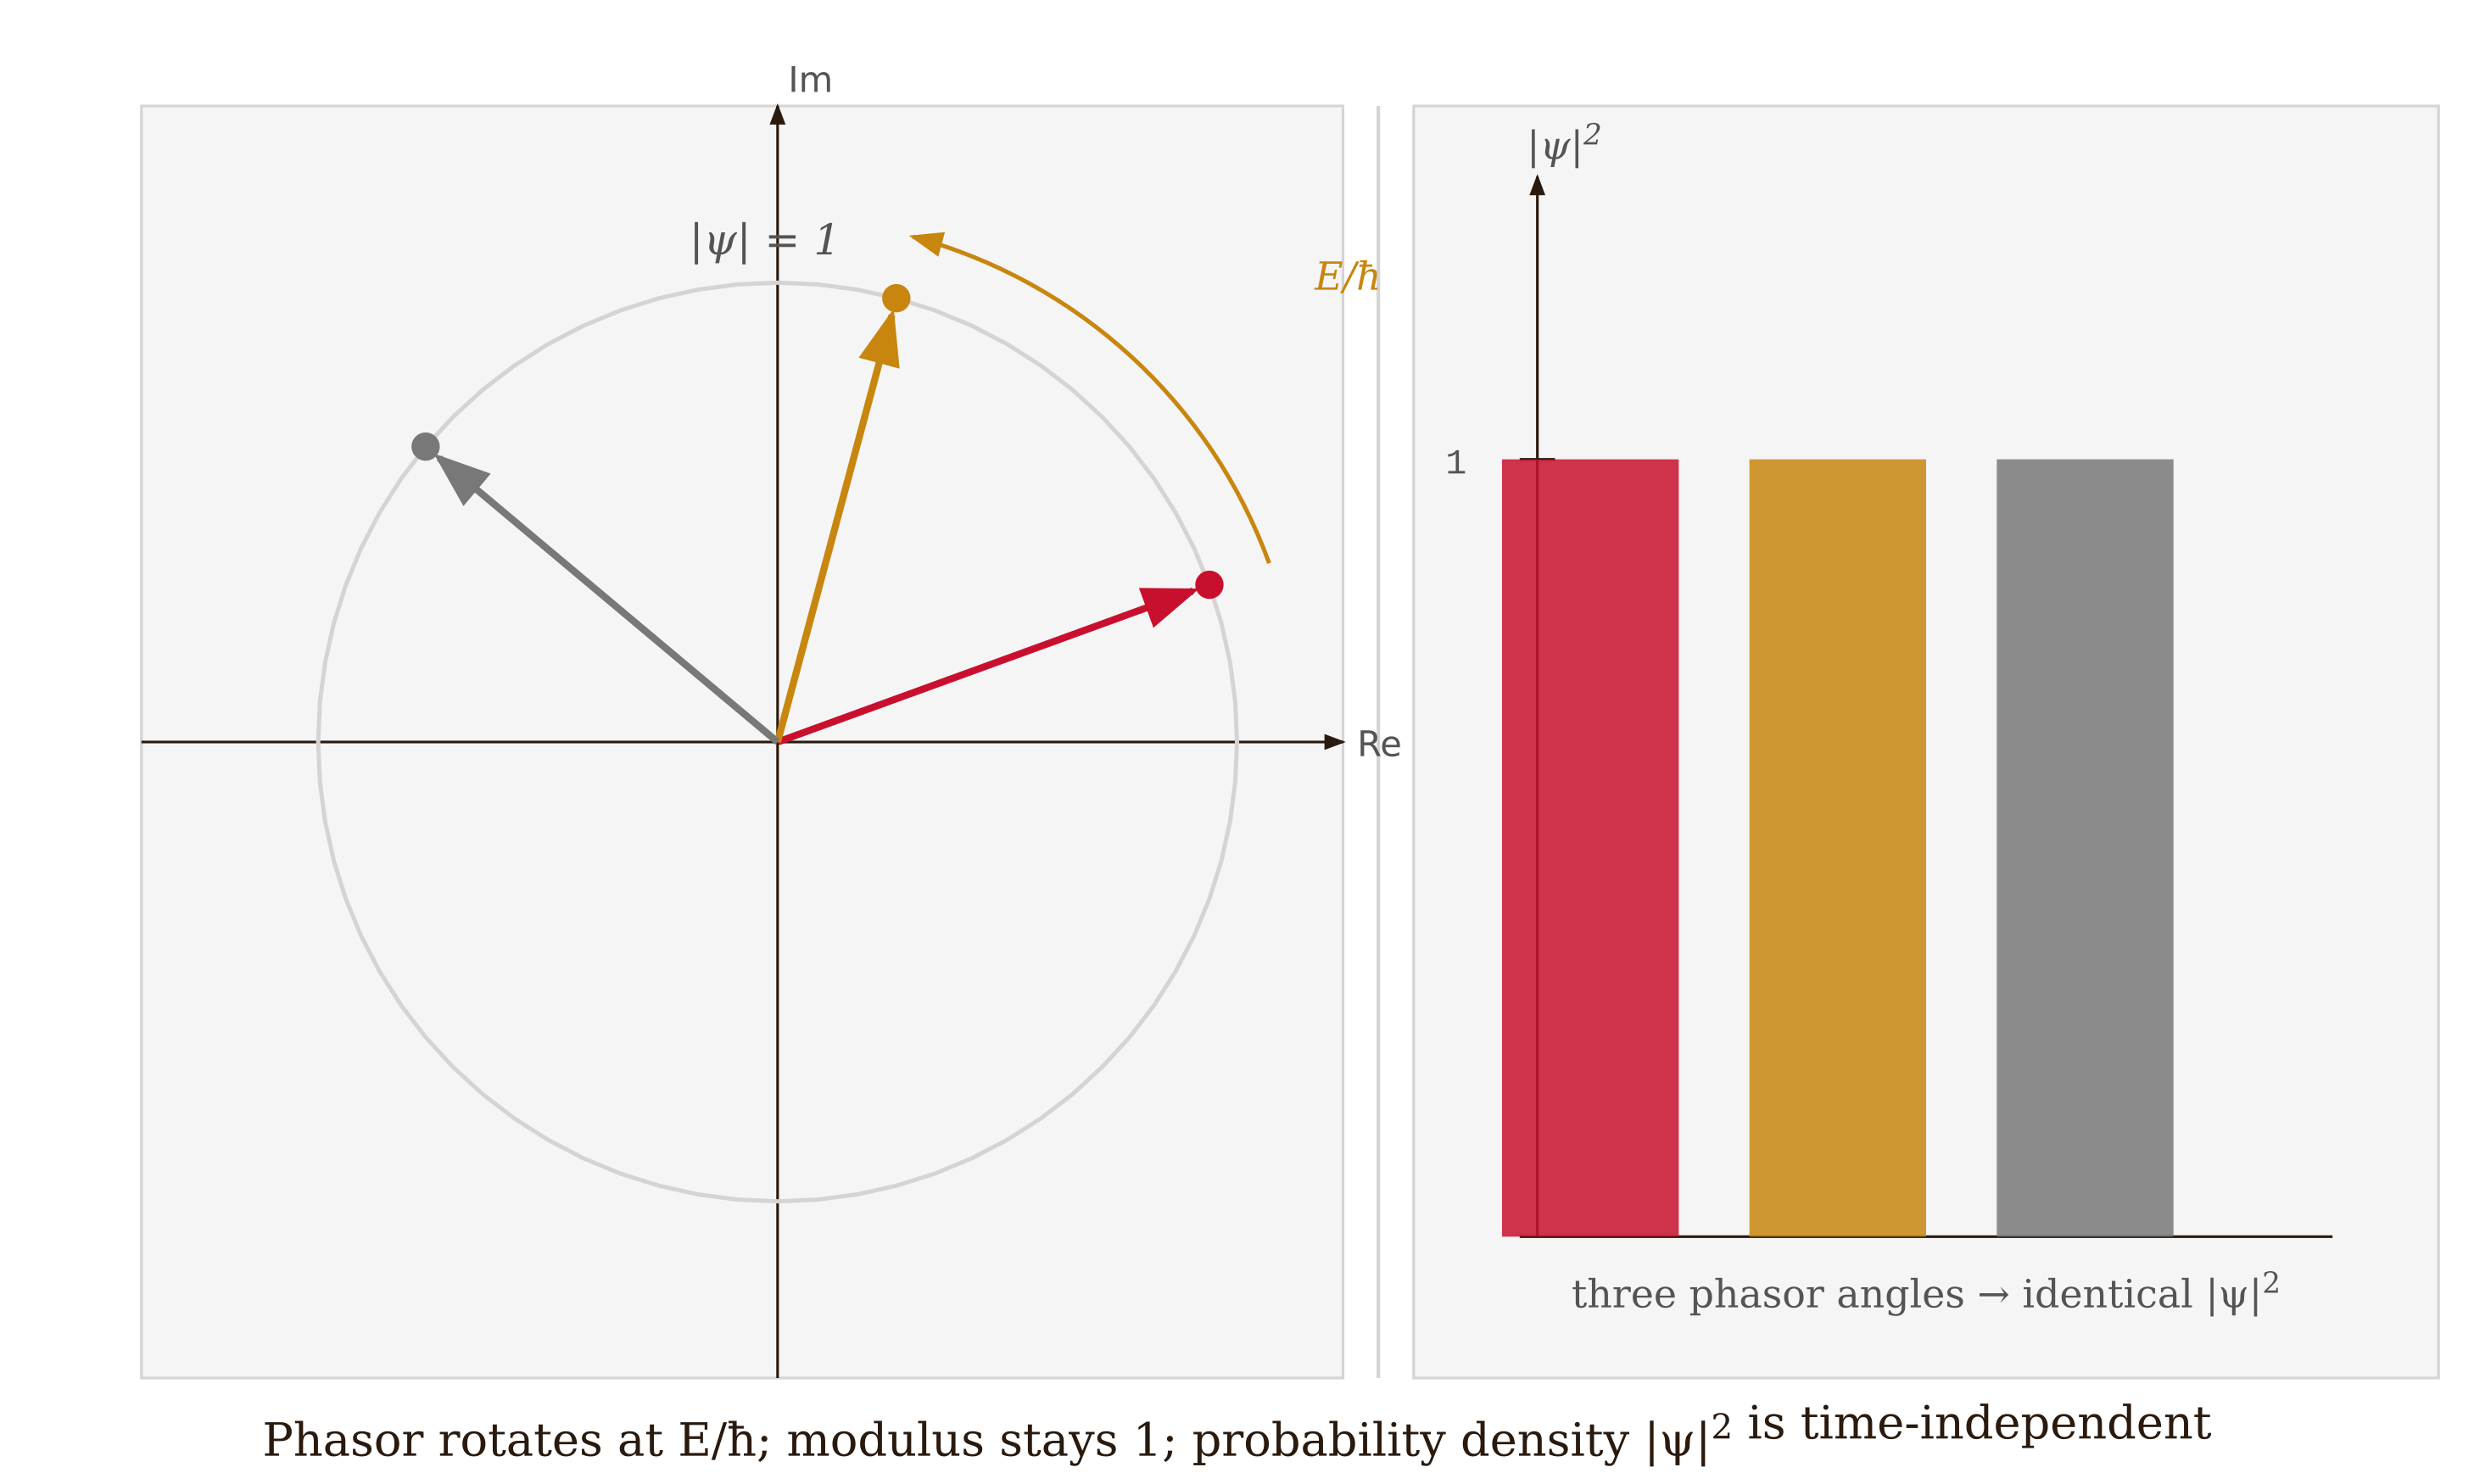 Im
|ψ|²
|ψ| = 1
E/ħ
1
Re
three phasor angles → identical |ψ|²
Phasor rotates at E/ħ; modulus stays 1; probability density |ψ|² is time-independent